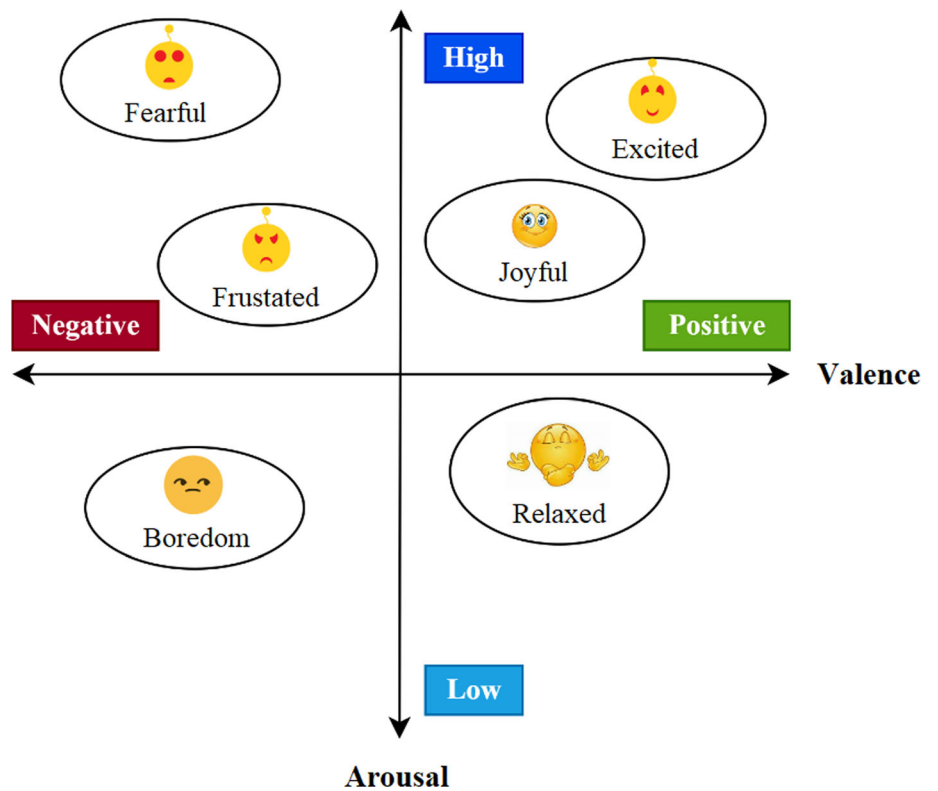 High
Fearful
Excited
Joyful
Frustated
Negative
Positive
Valence
Relaxed
Boredom
Low
Arousal